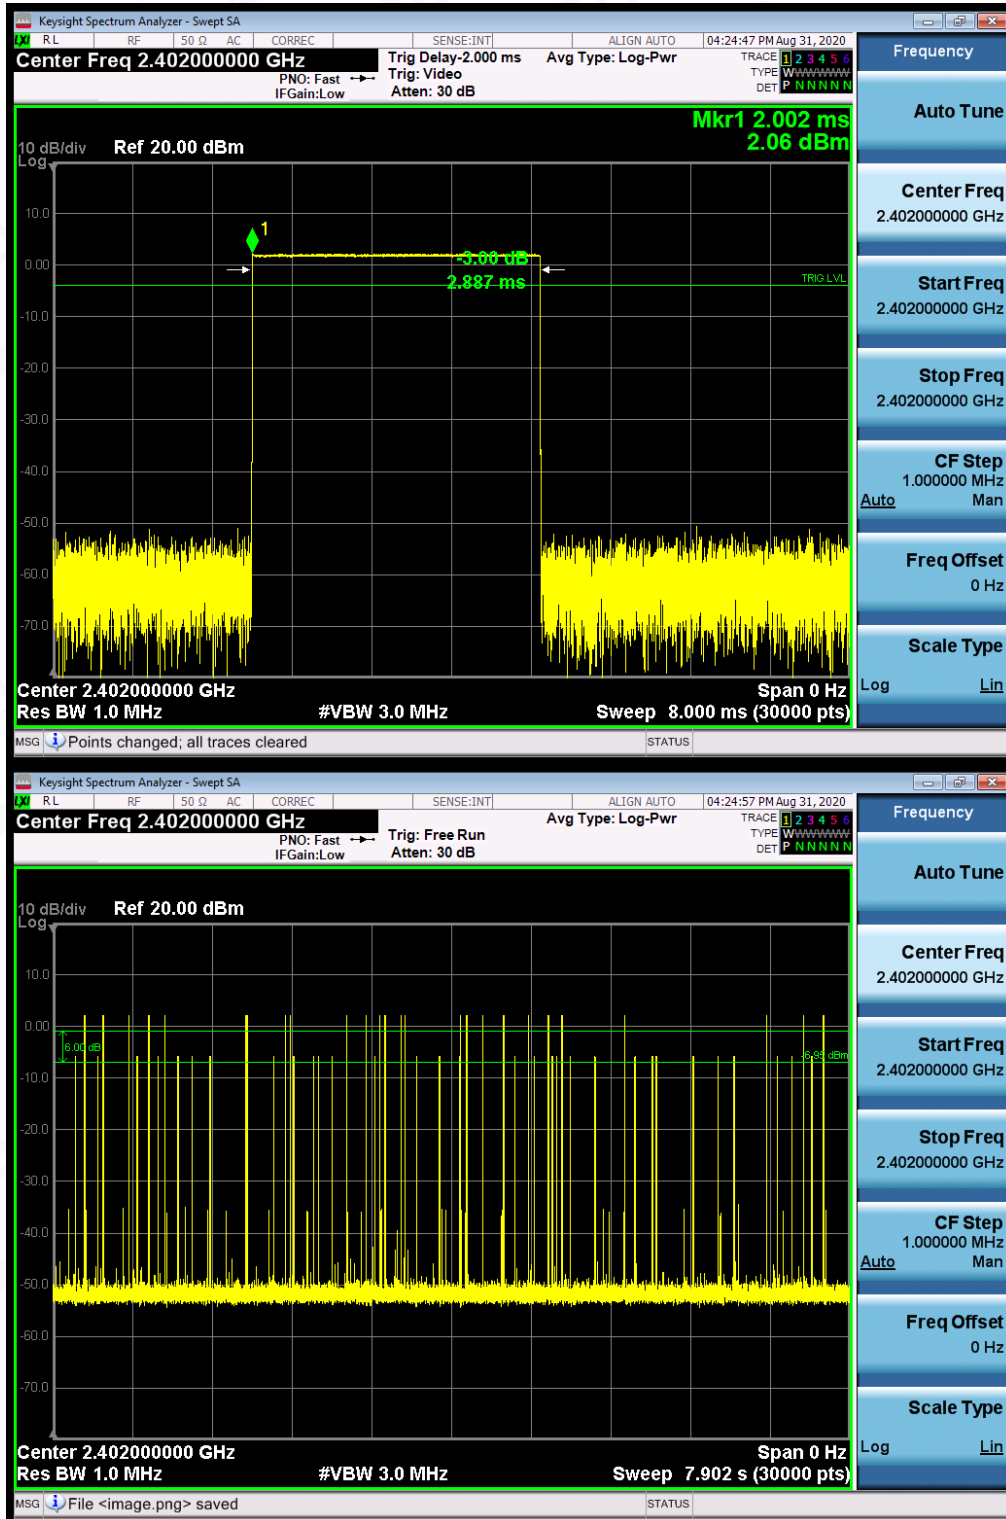 Keysight Spectrum Analyzer - Swept SA
LXI RL RF 50 Ω AC CORREC SENSE:INT ALIGN AUTO 04:24:47 PM Aug 31, 2020
Center Freq 2.402000000 GHz
PNO: Fast
IFGain:Low
Trig Delay-2.000 ms
Trig: Video
Atten: 30 dB
Avg Type: Log-Pwr
TRACE 1 2 3 4 5 6
TYPE WWWWWW
DET P N N N N N
Mkr1 2.002 ms
2.06 dBm
10 dB/div Ref 20.00 dBm
Log
10.0
1
0.00
-3.00 dB
2.887 ms
TRIG LVL
-10.0
-20.0
-30.0
-40.0
-50.0
-60.0
-70.0
Center 2.402000000 GHz Span 0 Hz
Res BW 1.0 MHz #VBW 3.0 MHz Sweep 8.000 ms (30000 pts)
MSG Points changed; all traces cleared STATUS
Frequency
Auto Tune
Center Freq
2.402000000 GHz
Start Freq
2.402000000 GHz
Stop Freq
2.402000000 GHz
CF Step
1.000000 MHz
Auto Man
Freq Offset
0 Hz
Scale Type
Log Lin
Keysight Spectrum Analyzer - Swept SA
LXI RL RF 50 Ω AC CORREC SENSE:INT ALIGN AUTO 04:24:57 PM Aug 31, 2020
Center Freq 2.402000000 GHz
PNO: Fast
IFGain:Low
Trig: Free Run
Atten: 30 dB
Avg Type: Log-Pwr
TRACE 1 2 3 4 5 6
TYPE WWWWWW
DET P N N N N N
10 dB/div Ref 20.00 dBm
Log
10.0
0.00
6.00 dB
-6.95 dBm
-10.0
-20.0
-30.0
-40.0
-50.0
-60.0
-70.0
Center 2.402000000 GHz Span 0 Hz
Res BW 1.0 MHz #VBW 3.0 MHz Sweep 7.902 s (30000 pts)
MSG File <image.png> saved STATUS
Frequency
Auto Tune
Center Freq
2.402000000 GHz
Start Freq
2.402000000 GHz
Stop Freq
2.402000000 GHz
CF Step
1.000000 MHz
Auto Man
Freq Offset
0 Hz
Scale Type
Log Lin